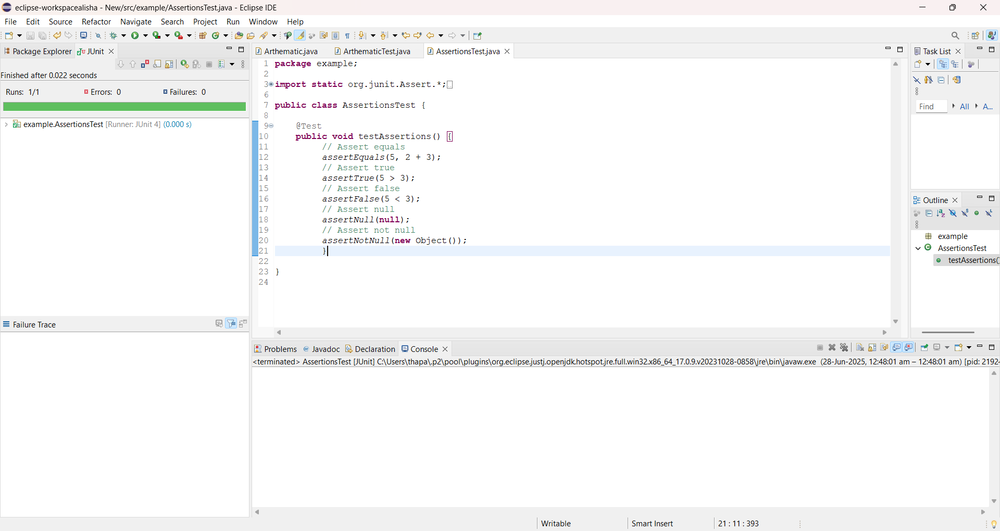 eclipse-workspacealisha - New/src/example/AssertionsTest.java - Eclipse IDE
File Edit Source Refactor Navigate Search Project Run Window Help
Package Explorer JUnit
Finished after 0.022 seconds
Runs: 1/1 Errors: 0 Failures: 0
example.AssertionsTest [Runner: JUnit 4] (0.000 s)
Failure Trace
Arthematic.java ArthematicTest.java AssertionsTest.java
1 package example;
2
3 import static org.junit.Assert.*;
6
7 public class AssertionsTest {
8
9 @Test
10 public void testAssertions() {
11 // Assert equals
12 assertEquals(5, 2 + 3);
13 // Assert true
14 assertTrue(5 > 3);
15 // Assert false
16 assertFalse(5 < 3);
17 // Assert null
18 assertNull(null);
19 // Assert not null
20 assertNotNull(new Object());
21 }
22
23 }
24
Task List
Find All A...
Outline
example
AssertionsTest
testAssertions()
Problems Javadoc Declaration Console
<terminated> AssertionsTest [JUnit] C:\Users\thapa\.p2\pool\plugins\org.eclipse.justj.openjdk.hotspot.jre.full.win32.x86_64_17.0.9.v20231028-0858\jre\bin\javaw.exe (28-Jun-2025, 12:48:01 am – 12:48:01 am) [pid: 2192
Writable Smart Insert 21 : 11 : 393